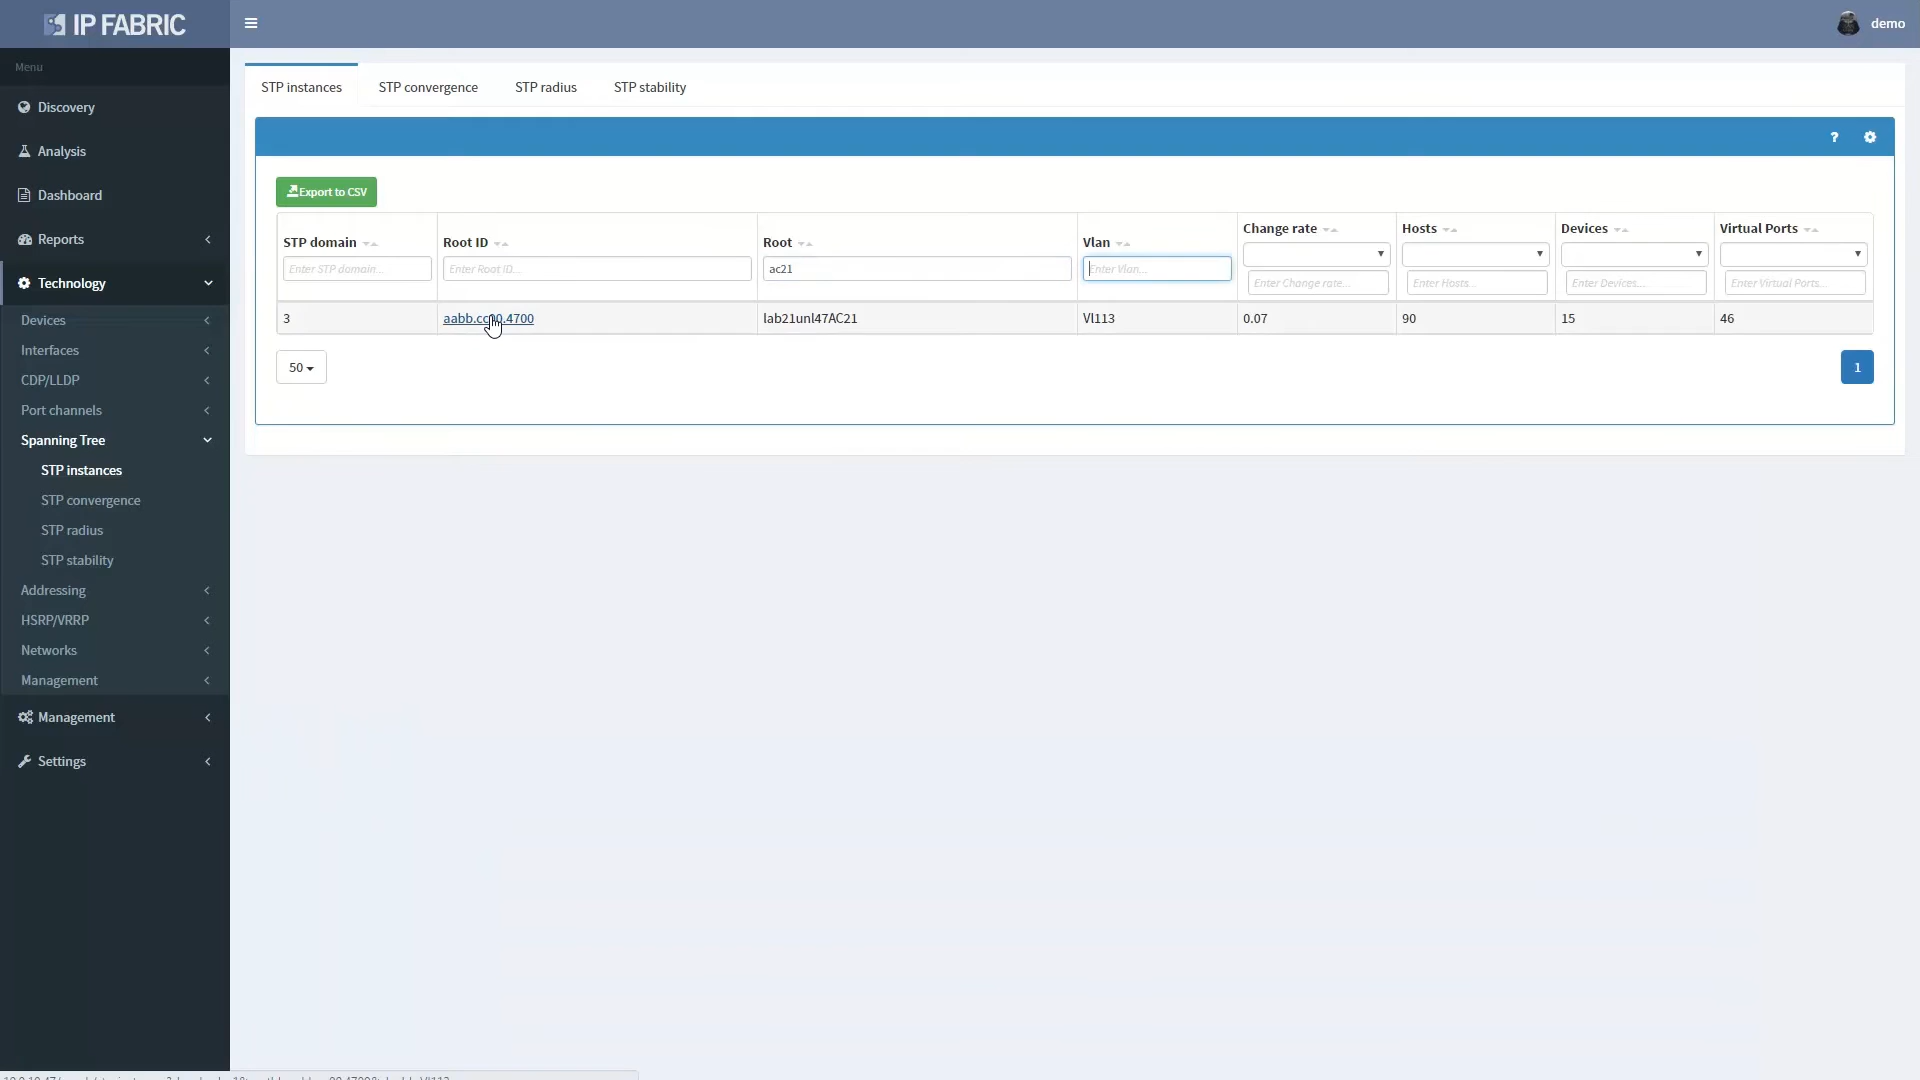 IP FABRIC
demo
Menu
Discovery
Analysis
Dashboard
Reports
Technology
Devices
Interfaces
CDP/LLDP
Port channels
Spanning Tree
STP instances
STP convergence
STP radius
STP stability
Addressing
HSRP/VRRP
Networks
Management
Management
Settings
STP instances STP convergence STP radius STP stability
?
Export to CSV
STP domain Root ID Root Vlan Change rate Hosts Devices Virtual Ports
Enter STP domain... Enter Root ID... ac21 Enter Vlan... Enter Change rate... Enter Hosts... Enter Devices... Enter Virtual Ports...
3 aabb.cc00.4700 lab21unl47AC21 Vl113 0.07 90 15 46
50 1